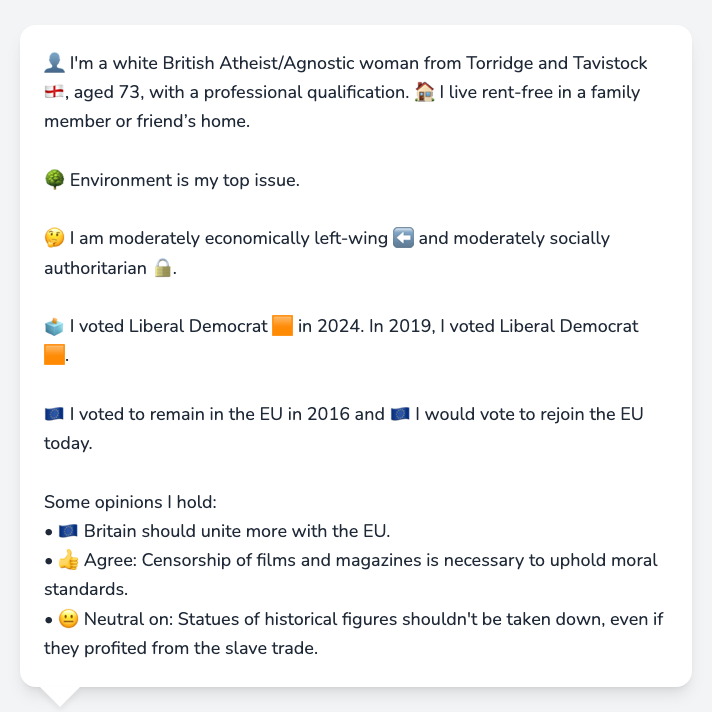 👤 I'm a white British Atheist/Agnostic woman from Torridge and Tavistock
🏴󠁧󠁢󠁥󠁮󠁧󠁿, aged 73, with a professional qualification. 🏠 I live rent-free in a family
member or friend’s home.
🌳 Environment is my top issue.
🤔 I am moderately economically left-wing ⬅️ and moderately socially
authoritarian 🔒.
🗳️ I voted Liberal Democrat 🟧 in 2024. In 2019, I voted Liberal Democrat
🟧.
🇪🇺 I voted to remain in the EU in 2016 and 🇪🇺 I would vote to rejoin the EU
today.
Some opinions I hold:
• 🇪🇺 Britain should unite more with the EU.
• 👍 Agree: Censorship of films and magazines is necessary to uphold moral
standards.
• 😐 Neutral on: Statues of historical figures shouldn't be taken down, even if
they profited from the slave trade.